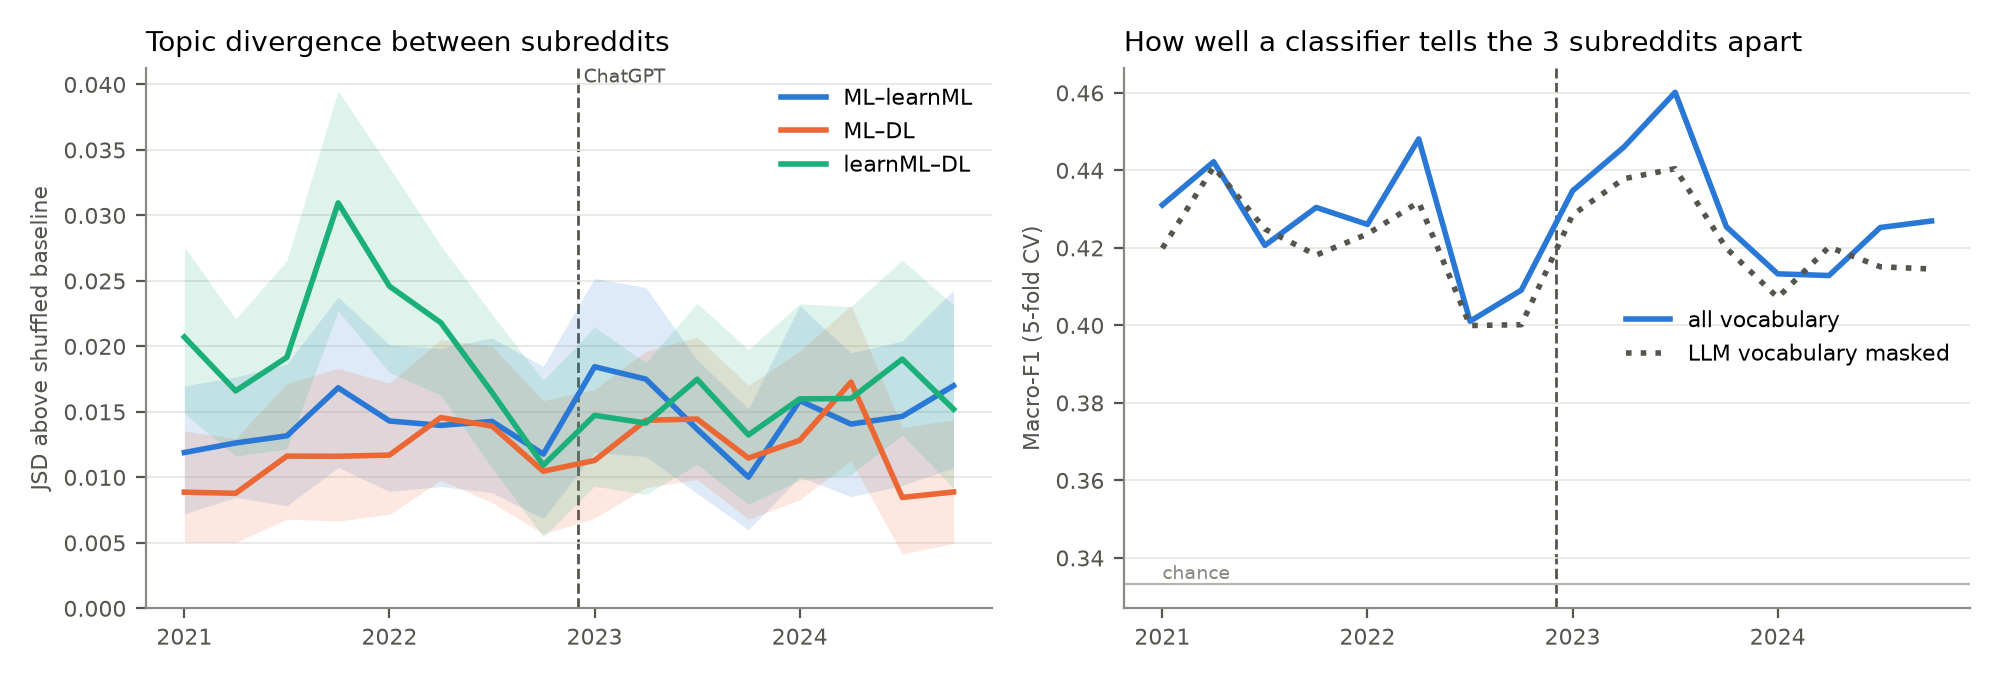 Topic divergence between subreddits
JSD above shuffled baseline
0.040
0.035
0.030
0.025
0.020
0.015
0.010
0.005
0.000
2021
2022
2023
2024
ChatGPT
ML–learnML
ML–DL
learnML–DL
How well a classifier tells the 3 subreddits apart
Macro-F1 (5-fold CV)
0.46
0.44
0.42
0.40
0.38
0.36
0.34
chance
2021
2022
2023
2024
all vocabulary
LLM vocabulary masked